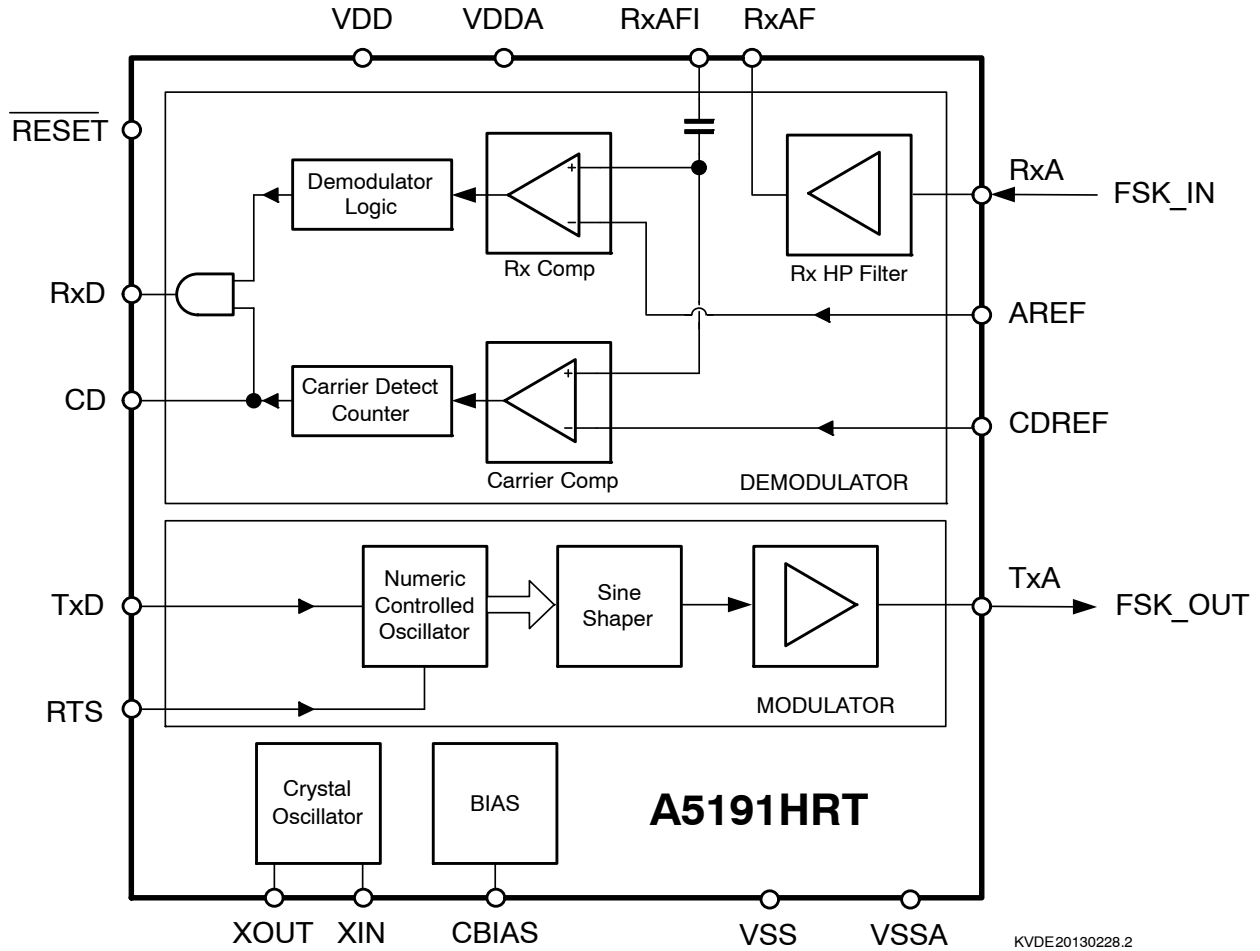 VDD
VDDA
RxAFI
RxAF
RESET
RxA
FSK_IN
Demodulator
Logic
+
−
Rx Comp
Rx HP Filter
RxD
AREF
CD
Carrier Detect
Counter
+
−
Carrier Comp
CDREF
DEMODULATOR
TxD
Numeric
Controlled
Oscillator
Sine
Shaper
TxA
FSK_OUT
RTS
MODULATOR
Crystal
Oscillator
BIAS
A5191HRT
XOUT
XIN
CBIAS
VSS
VSSA
KVDE20130228.2